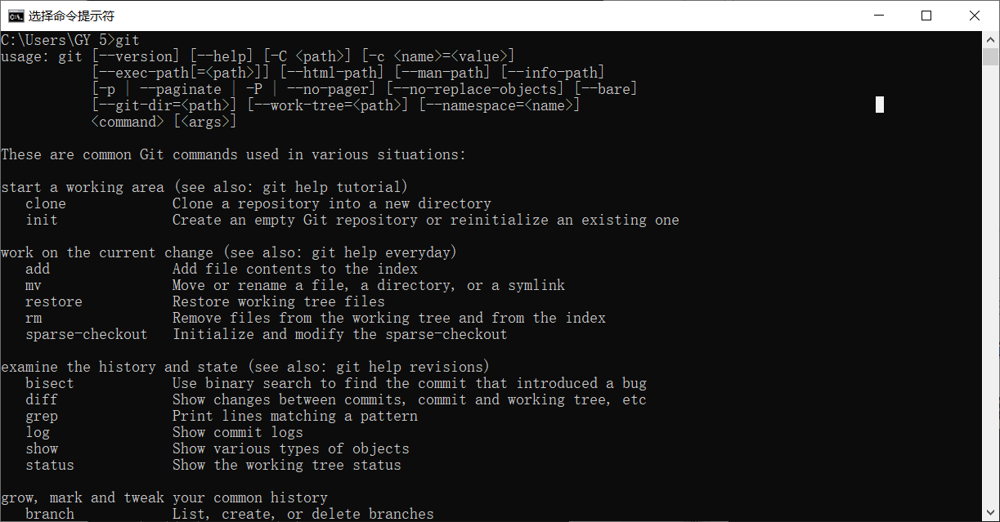 选择命令提示符
C:\Users\GY 5>git
usage: git [--version] [--help] [-C <path>] [-c <name>=<value>]
           [--exec-path[=<path>]] [--html-path] [--man-path] [--info-path]
           [-p | --paginate | -P | --no-pager] [--no-replace-objects] [--bare]
           [--git-dir=<path>] [--work-tree=<path>] [--namespace=<name>]
           <command> [<args>]

These are common Git commands used in various situations:

start a working area (see also: git help tutorial)
   clone             Clone a repository into a new directory
   init              Create an empty Git repository or reinitialize an existing one

work on the current change (see also: git help everyday)
   add               Add file contents to the index
   mv                Move or rename a file, a directory, or a symlink
   restore           Restore working tree files
   rm                Remove files from the working tree and from the index
   sparse-checkout   Initialize and modify the sparse-checkout

examine the history and state (see also: git help revisions)
   bisect            Use binary search to find the commit that introduced a bug
   diff              Show changes between commits, commit and working tree, etc
   grep              Print lines matching a pattern
   log               Show commit logs
   show              Show various types of objects
   status            Show the working tree status

grow, mark and tweak your common history
   branch            List, create, or delete branches